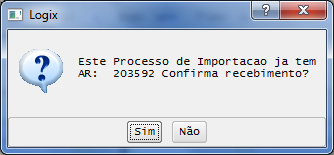 Logix
Este Processo de Importacao ja tem
AR:  203592 Confirma recebimento?
Sim
Não